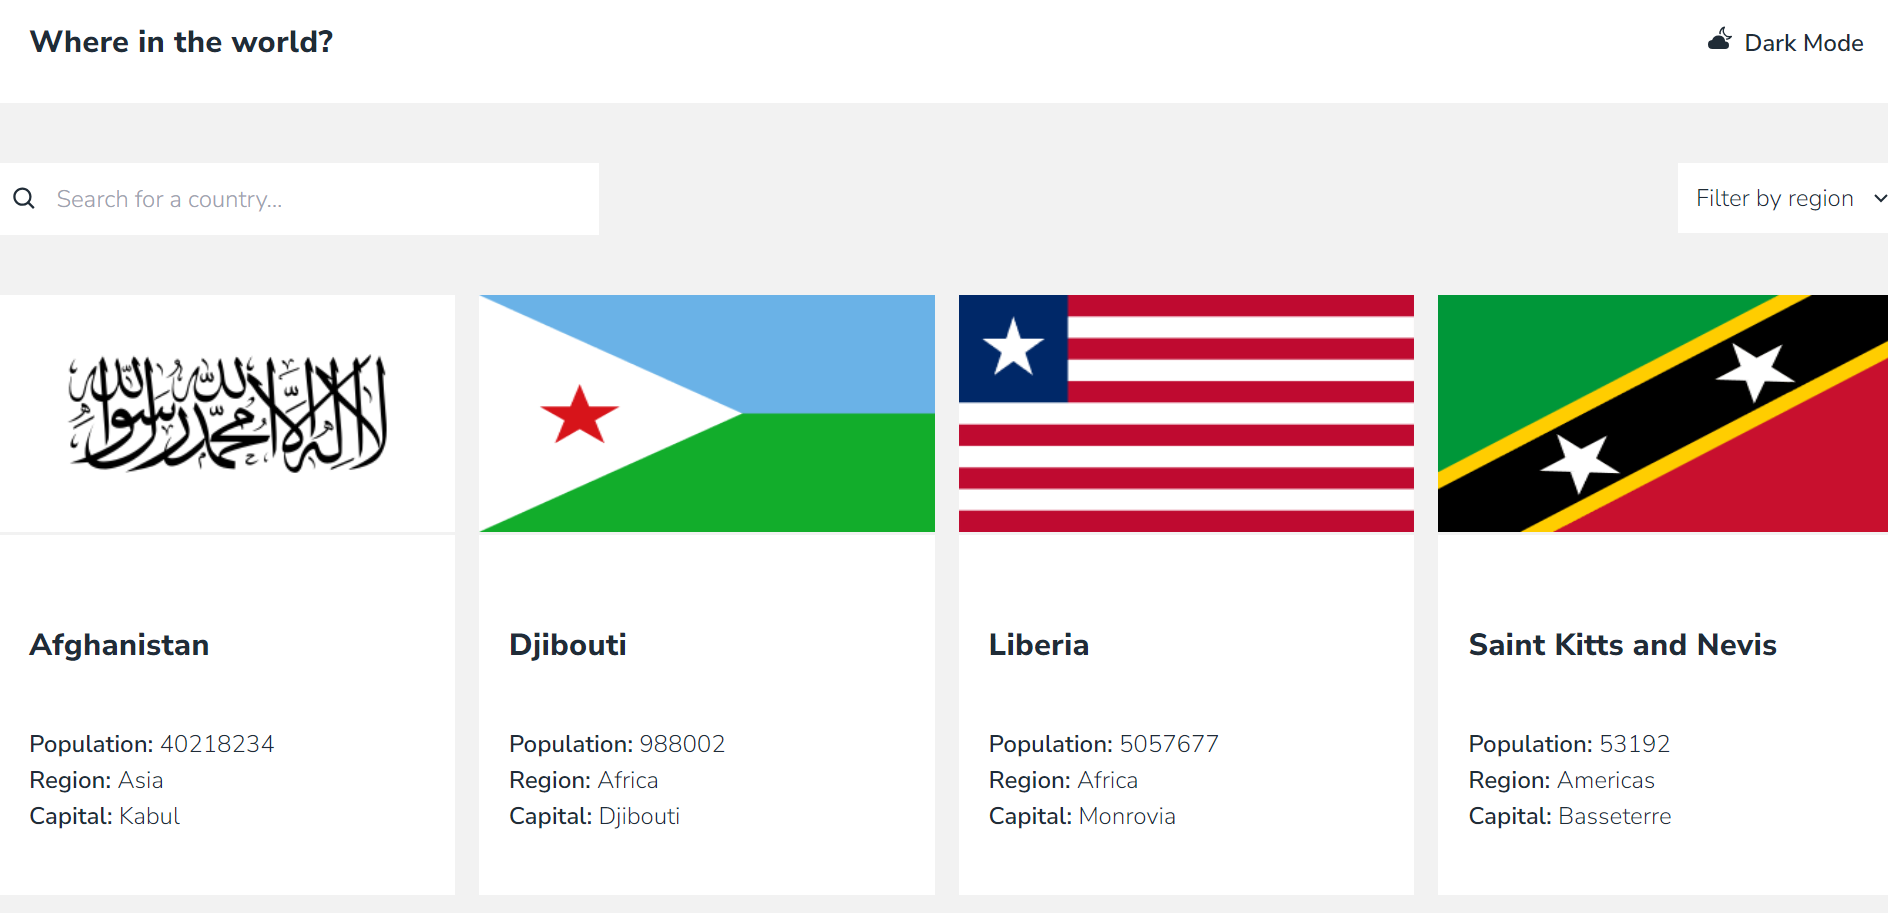 Where in the world?
Dark Mode
Search for a country...
Filter by region
لا إله إلا الله محمد رسول الله
Afghanistan
Population: 40218234
Region: Asia
Capital: Kabul
Djibouti
Population: 988002
Region: Africa
Capital: Djibouti
Liberia
Population: 5057677
Region: Africa
Capital: Monrovia
Saint Kitts and Nevis
Population: 53192
Region: Americas
Capital: Basseterre